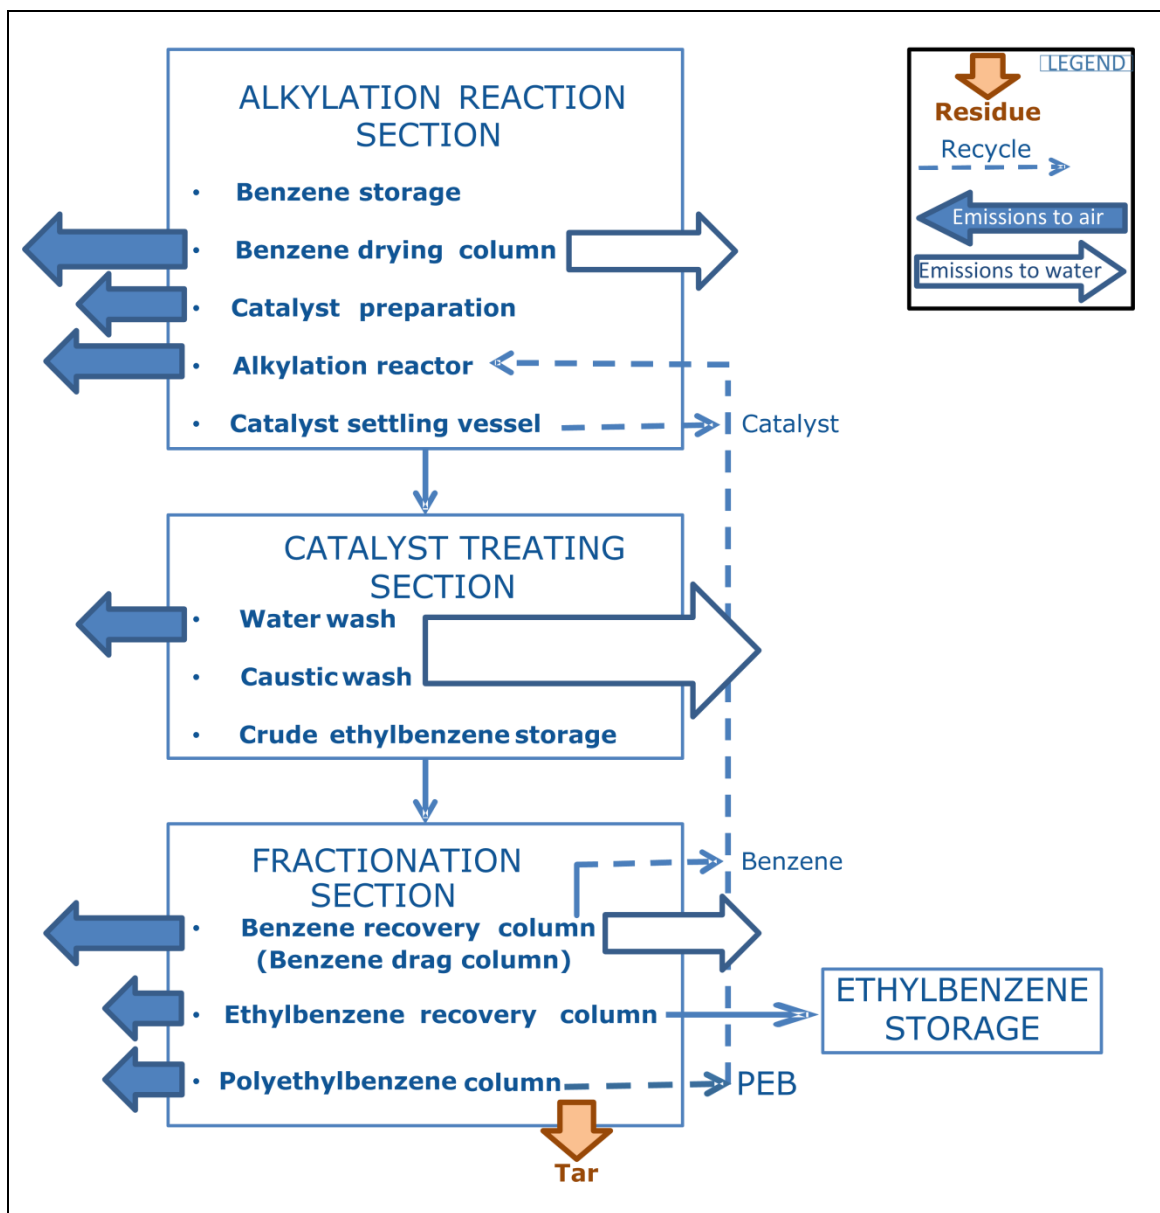 ALKYLATION REACTION
SECTION
• Benzene storage
• Benzene drying column
• Catalyst preparation
• Alkylation reactor
• Catalyst settling vessel
Catalyst
LEGEND
Residue
Recycle
Emissions to air
Emissions to water
CATALYST TREATING
SECTION
• Water wash
• Caustic wash
• Crude ethylbenzene storage
FRACTIONATION
SECTION
Benzene
• Benzene recovery column
(Benzene drag column)
• Ethylbenzene recovery column
ETHYLBENZENE
STORAGE
• Polyethylbenzene column
PEB
Tar